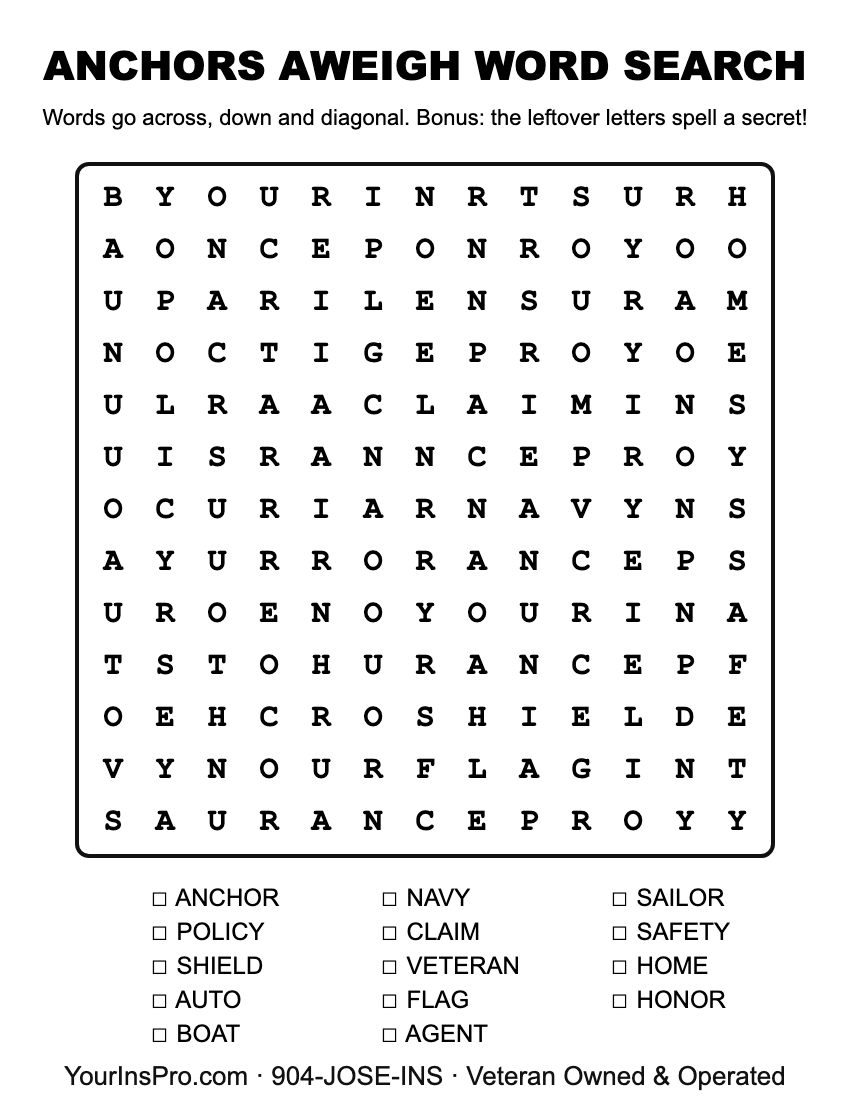 ANCHORS AWEIGH WORD SEARCH
Words go across, down and diagonal. Bonus: the leftover letters spell a secret!
B Y O U R I N R T S U R H
A O N C E P O N R O Y O O
U P A R I L E N S U R A M
N O C T I G E P R O Y O E
U L R A A C L A I M I N S
U I S R A N N C E P R O Y
O C U R I A R N A V Y N S
A Y U R R O R A N C E P S
U R O E N O Y O U R I N A
T S T O H U R A N C E P F
O E H C R O S H I E L D E
V Y N O U R F L A G I N T
S A U R A N C E P R O Y Y
☐ ANCHOR ☐ NAVY ☐ SAILOR
☐ POLICY ☐ CLAIM ☐ SAFETY
☐ SHIELD ☐ VETERAN ☐ HOME
☐ AUTO ☐ FLAG ☐ HONOR
☐ BOAT ☐ AGENT
YourInsPro.com · 904-JOSE-INS · Veteran Owned & Operated